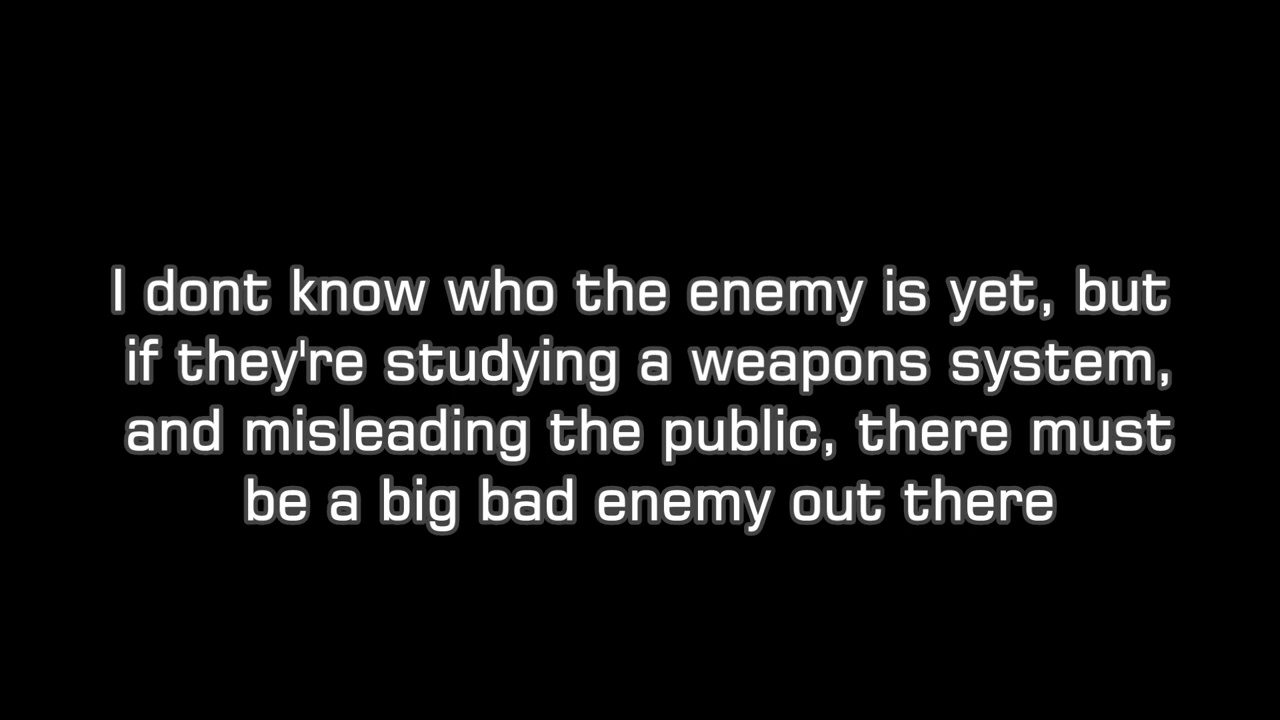 I dont know who the enemy is yet, but
if they're studying a weapons system,
and misleading the public, there must
be a big bad enemy out there